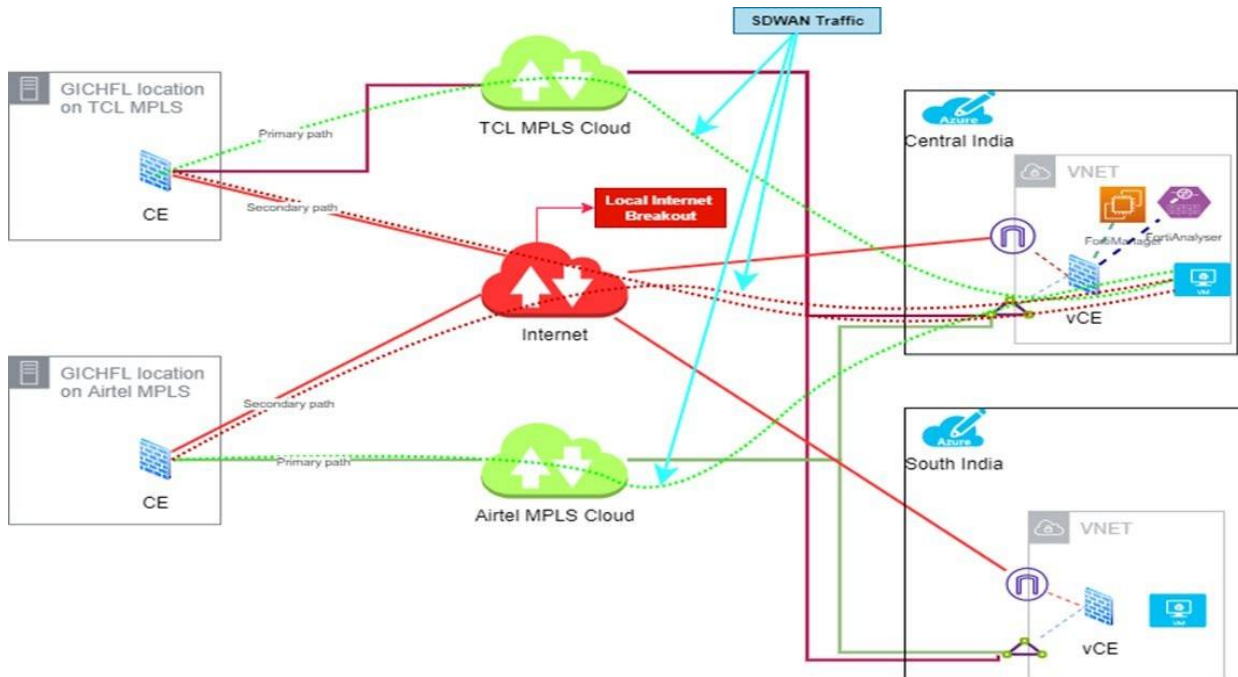 SDWAN Traffic
GICHFL location
on TCL MPLS
Primary path
TCL MPLS Cloud
CE
Secondary path
Local Internet
Breakout
Internet
GICHFL location
on Airtel MPLS
Secondary path
Primary path
CE
Airtel MPLS Cloud
Azure
Central India
VNET
FortiManager
FortiAnalyser
VM
vCE
Azure
South India
VNET
VM
vCE